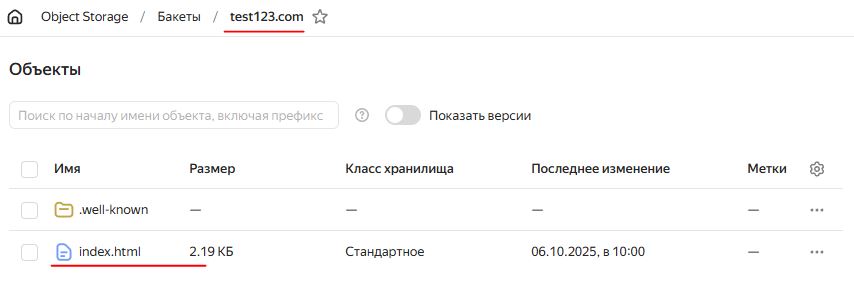 Object Storage / Бакеты / test123.com
Объекты
Поиск по началу имени объекта, включая префикс ? Показать версии
Имя Размер Класс хранилища Последнее изменение Метки
.well-known — — — —
index.html 2.19 КБ Стандартное 06.10.2025, в 10:00 —